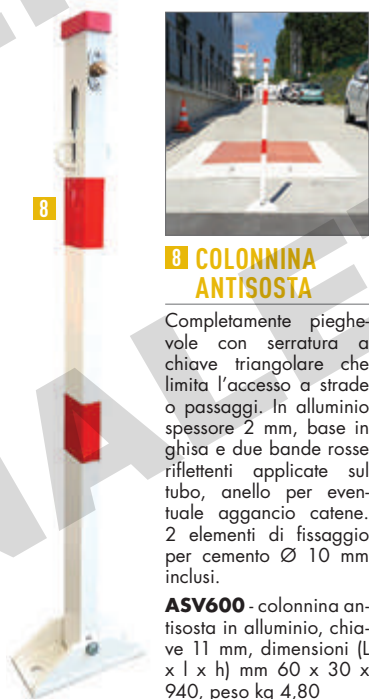 8
8 COLONNINA
ANTISOSTA
Completamente pieghe-
vole con serratura a
chiave triangolare che
limita l'accesso a strade
o passaggi. In alluminio
spessore 2 mm, base in
ghisa e due bande rosse
riflettenti applicate sul
tubo, anello per even-
tuale aggancio catene.
2 elementi di fissaggio
per cemento Ø 10 mm
inclusi.
ASV600 - colonnina an-
tisosta in alluminio, chia-
ve 11 mm, dimensioni (L
x l x h) mm 60 x 30 x
940, peso kg 4,80